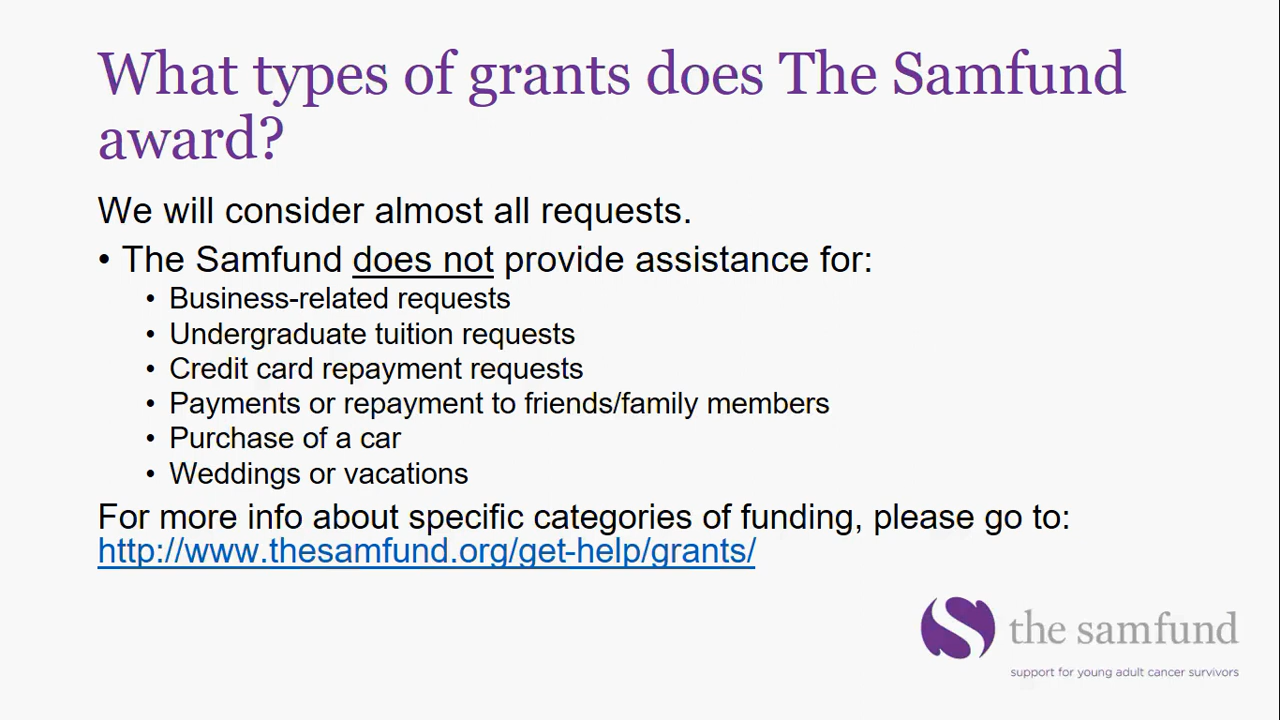 What types of grants does The Samfund
award?
We will consider almost all requests.
• The Samfund does not provide assistance for:
• Business-related requests
• Undergraduate tuition requests
• Credit card repayment requests
• Payments or repayment to friends/family members
• Purchase of a car
• Weddings or vacations
For more info about specific categories of funding, please go to:
http://www.thesamfund.org/get-help/grants/
the samfund
support for young adult cancer survivors